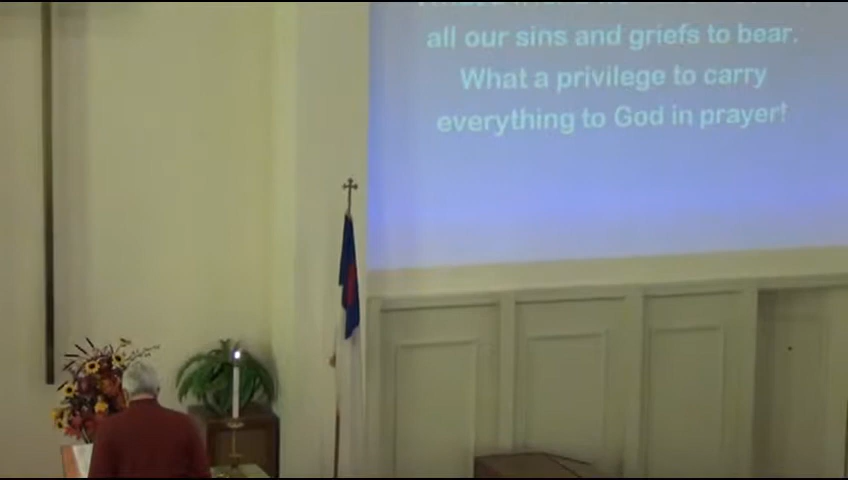 all our sins and griefs to bear.
What a privilege to carry
everything to God in prayer!